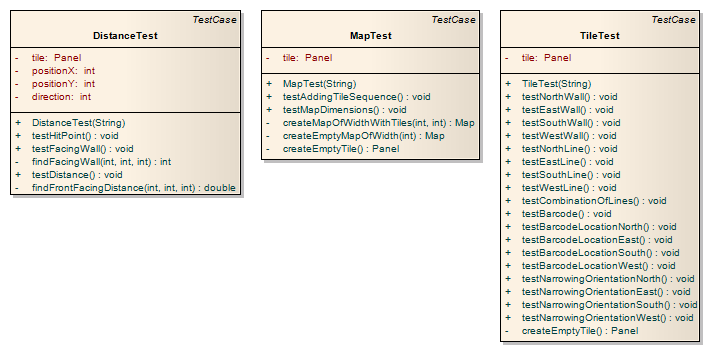 TestCase
DistanceTest
- tile: Panel
- positionX: int
- positionY: int
- direction: int
+ DistanceTest(String)
+ testHitPoint() : void
+ testFacingWall() : void
- findFacingWall(int, int, int) : int
+ testDistance() : void
- findFrontFacingDistance(int, int, int) : double
TestCase
MapTest
- tile: Panel
+ MapTest(String)
+ testAddingTileSequence() : void
+ testMapDimensions() : void
- createMapOfWidthWithTiles(int, int) : Map
- createEmptyMapOfWidth(int) : Map
- createEmptyTile() : Panel
TestCase
TileTest
- tile: Panel
+ TileTest(String)
+ testNorthWall() : void
+ testEastWall() : void
+ testSouthWall() : void
+ testWestWall() : void
+ testNorthLine() : void
+ testEastLine() : void
+ testSouthLine() : void
+ testWestLine() : void
+ testCombinationOfLines() : void
+ testBarcode() : void
+ testBarcodeLocationNorth() : void
+ testBarcodeLocationEast() : void
+ testBarcodeLocationSouth() : void
+ testBarcodeLocationWest() : void
+ testNarrowingOrientationNorth() : void
+ testNarrowingOrientationEast() : void
+ testNarrowingOrientationSouth() : void
+ testNarrowingOrientationWest() : void
- createEmptyTile() : Panel